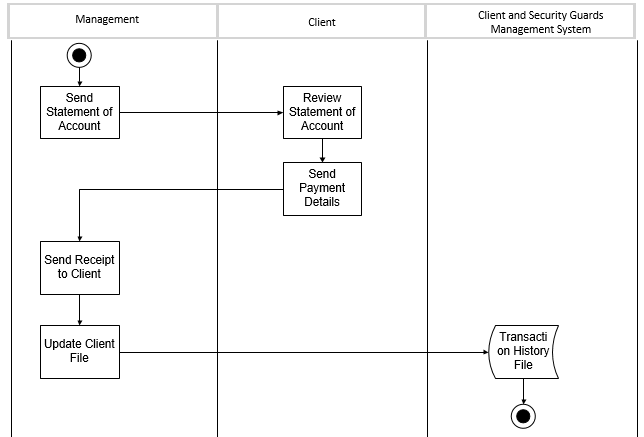 Management
Client
Client and Security Guards
Management System
Send
Statement of
Account
Review
Statement of
Account
Send
Payment
Details
Send Receipt
to Client
Update Client
File
Transacti
on History
File